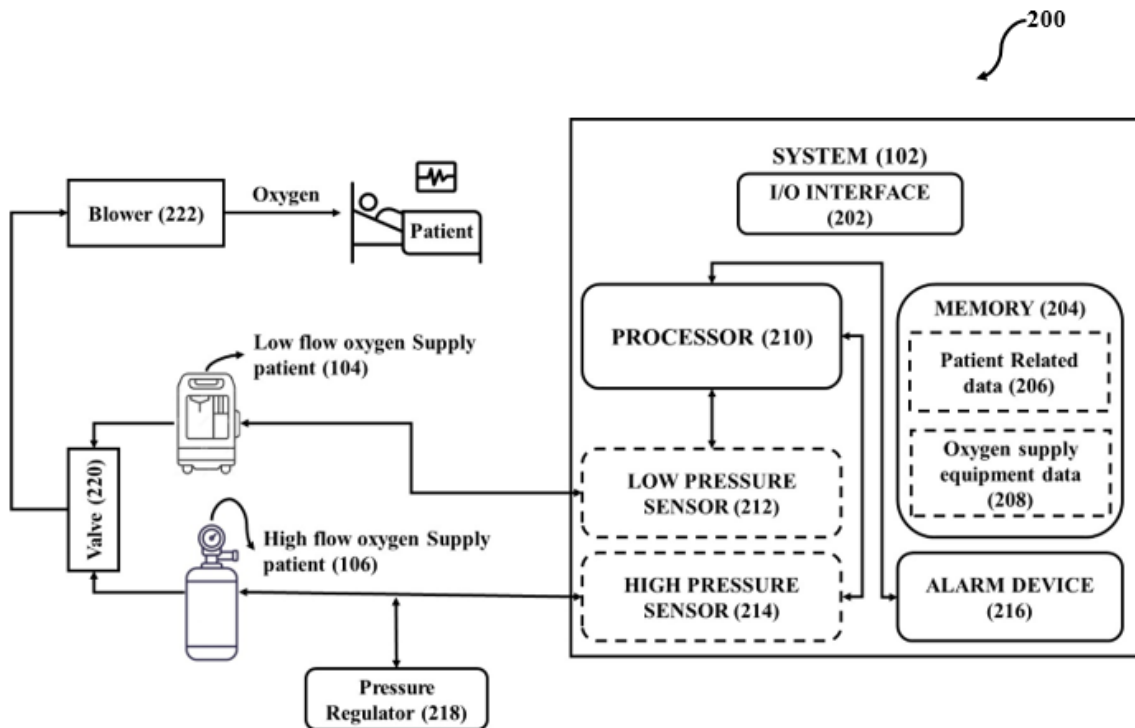 200
SYSTEM (102)
I/O INTERFACE
(202)
Blower (222)
Oxygen
Patient
PROCESSOR (210)
MEMORY (204)
Patient Related
data (206)
Oxygen supply
equipment data
(208)
Low flow oxygen Supply
patient (104)
Valve (220)
LOW PRESSURE
SENSOR (212)
High flow oxygen Supply
patient (106)
HIGH PRESSURE
SENSOR (214)
ALARM DEVICE
(216)
Pressure
Regulator (218)